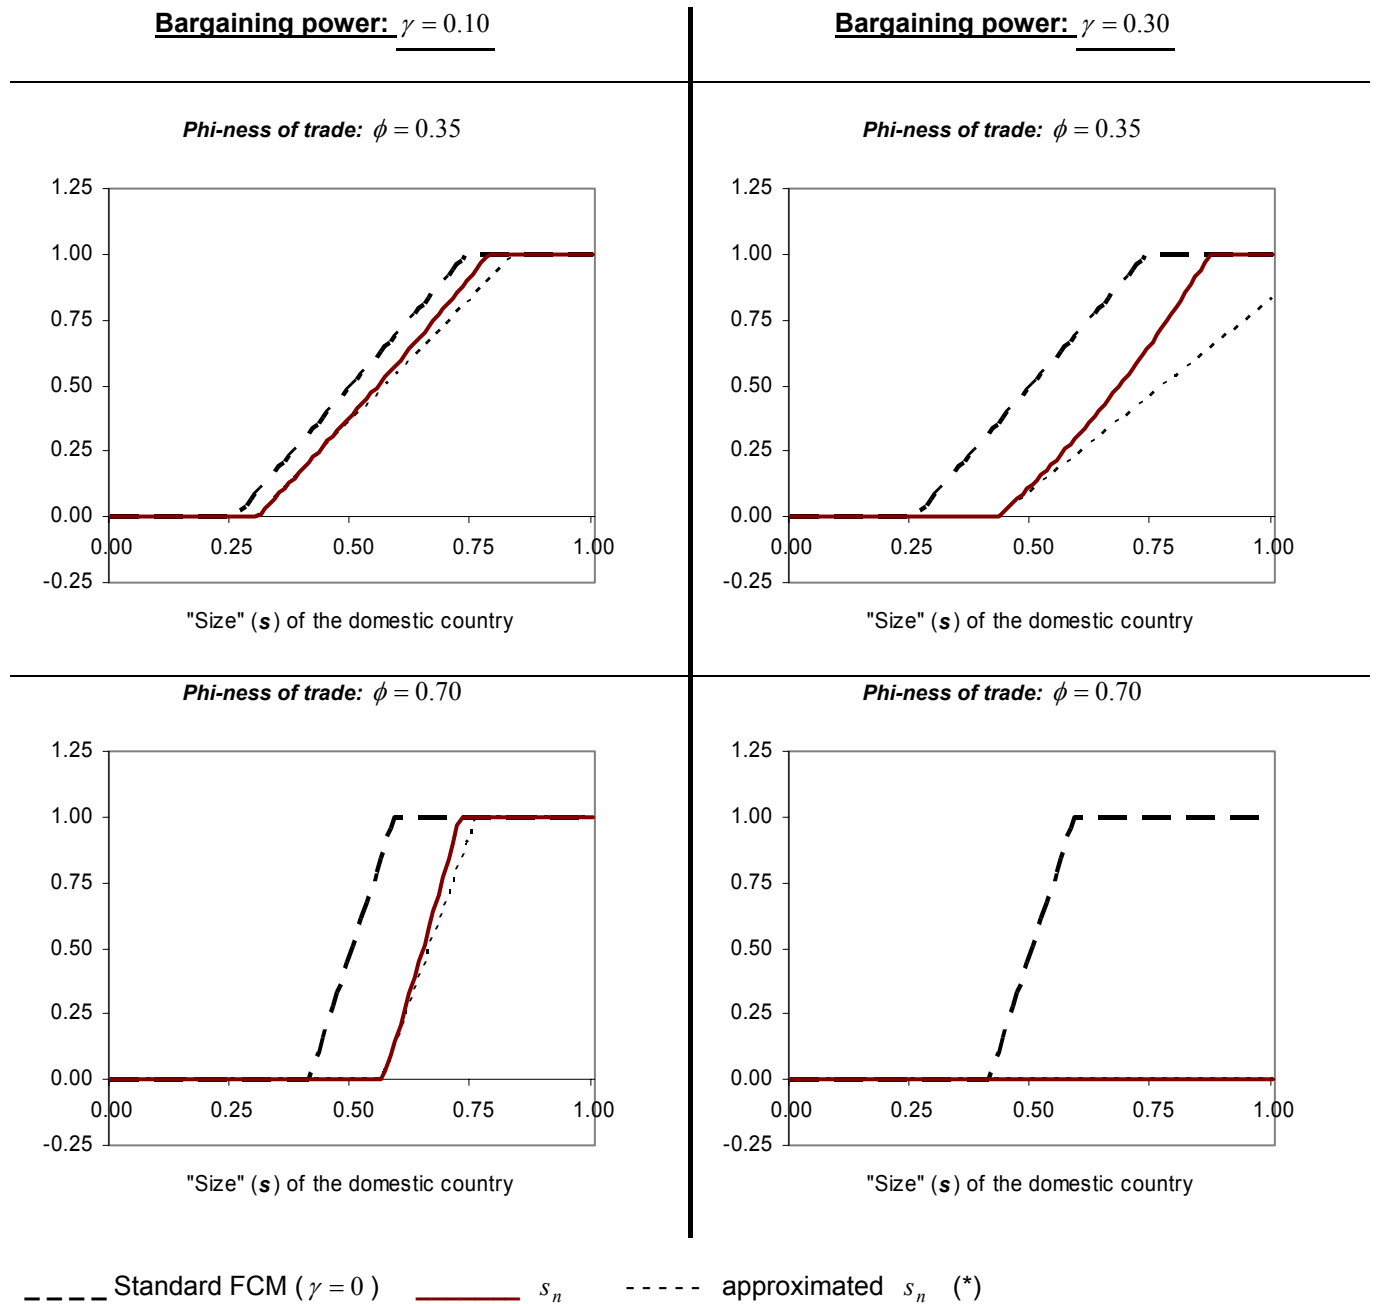 Bargaining power: γ = 0.10
Bargaining power: γ = 0.30
Phi-ness of trade: ϕ = 0.35
Phi-ness of trade: ϕ = 0.35
1.25
1.00
0.75
0.50
0.25
0.00
-0.25
0.00 0.25 0.50 0.75 1.00
"Size" (s) of the domestic country
1.25
1.00
0.75
0.50
0.25
0.00
-0.25
0.00 0.25 0.50 0.75 1.00
"Size" (s) of the domestic country
Phi-ness of trade: ϕ = 0.70
Phi-ness of trade: ϕ = 0.70
1.25
1.00
0.75
0.50
0.25
0.00
-0.25
0.00 0.25 0.50 0.75 1.00
"Size" (s) of the domestic country
1.25
1.00
0.75
0.50
0.25
0.00
-0.25
0.00 0.25 0.50 0.75 1.00
"Size" (s) of the domestic country
Standard FCM ( γ = 0 ) s_n approximated s_n (*)